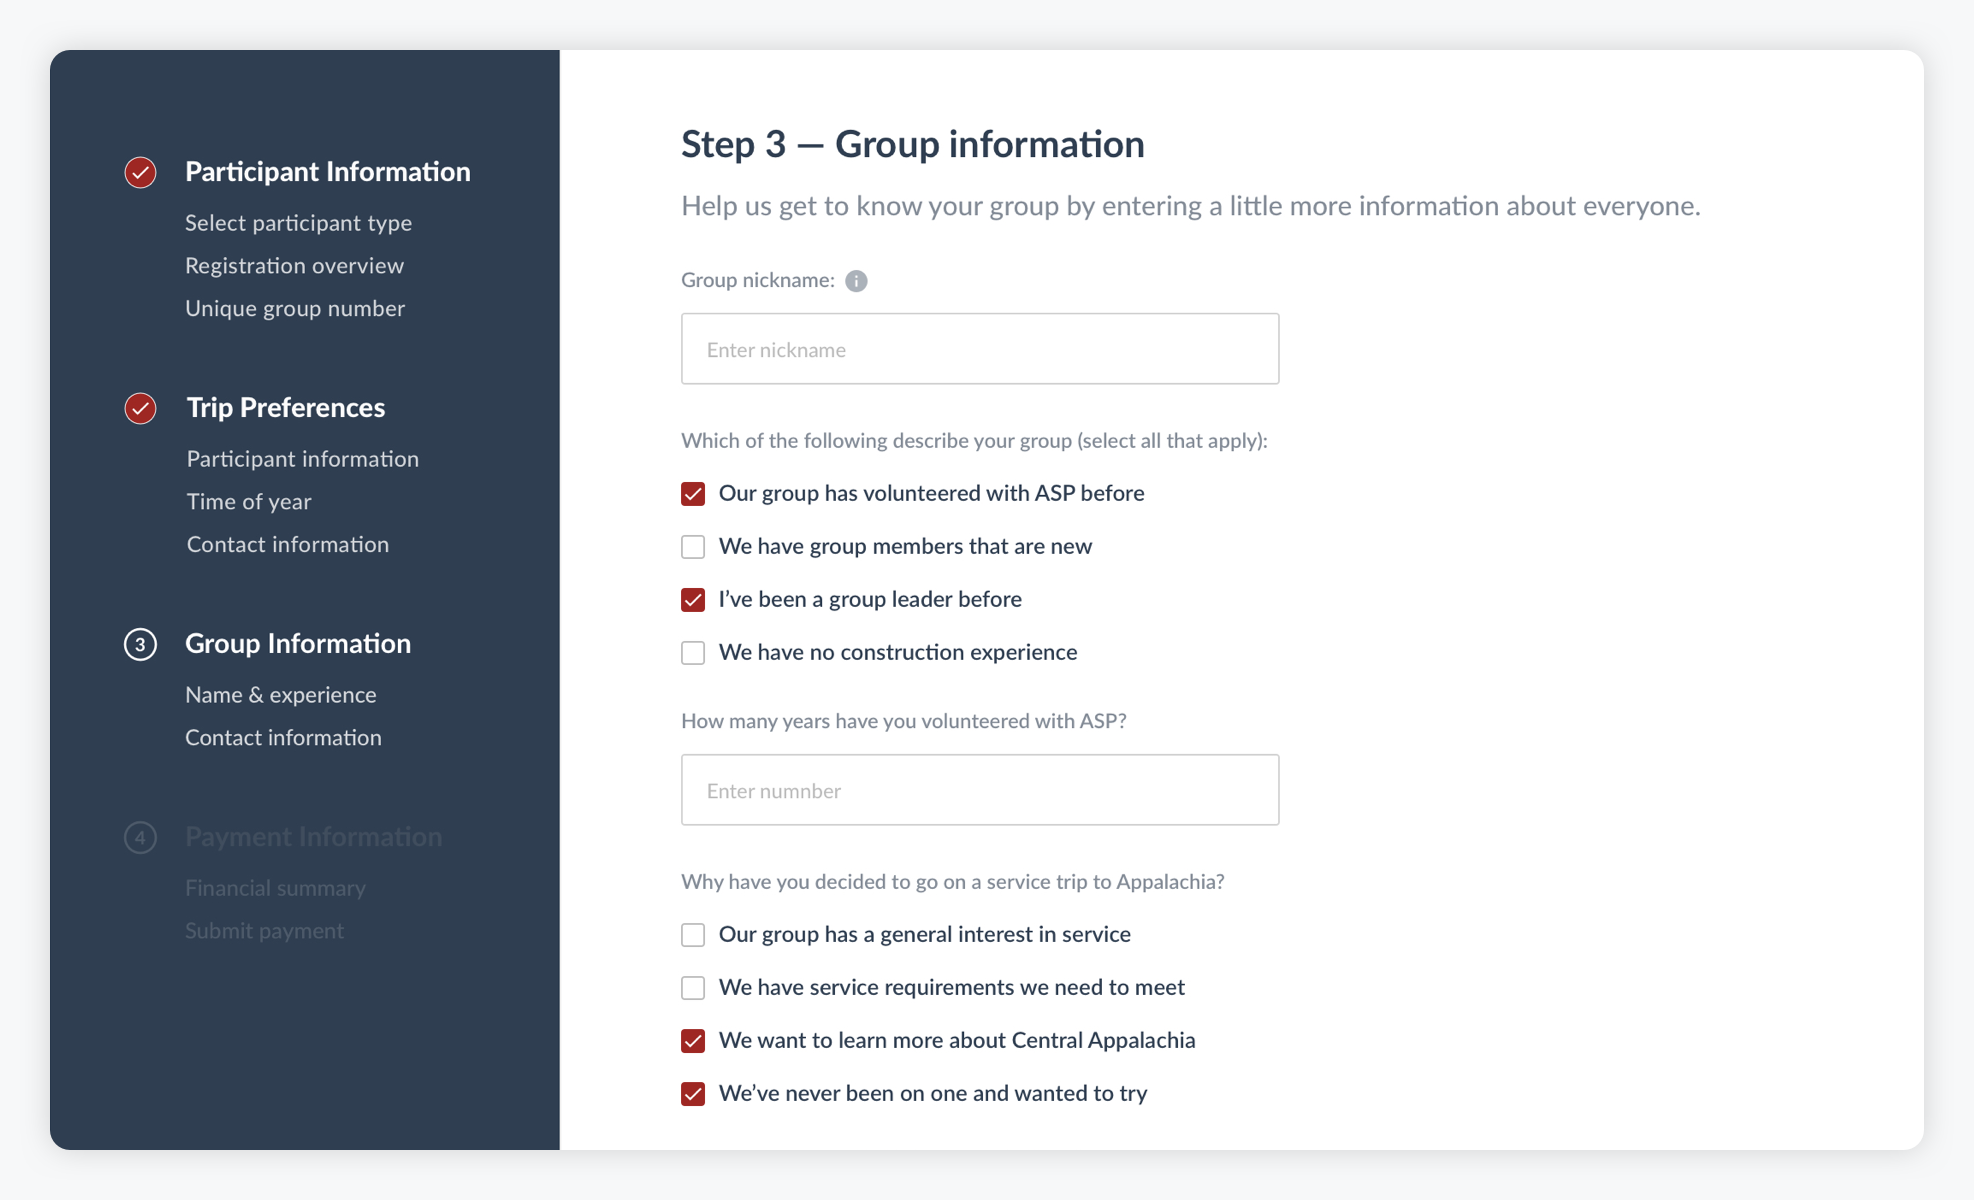 Participant Information
Select participant type
Registration overview
Unique group number
Trip Preferences
Participant information
Time of year
Contact information
3 Group Information
Name & experience
Contact information
4 Payment Information
Financial summary
Submit payment
Step 3 — Group information
Help us get to know your group by entering a little more information about everyone.
Group nickname: i
Enter nickname
Which of the following describe your group (select all that apply):
Our group has volunteered with ASP before
We have group members that are new
I’ve been a group leader before
We have no construction experience
How many years have you volunteered with ASP?
Enter numnber
Why have you decided to go on a service trip to Appalachia?
Our group has a general interest in service
We have service requirements we need to meet
We want to learn more about Central Appalachia
We’ve never been on one and wanted to try